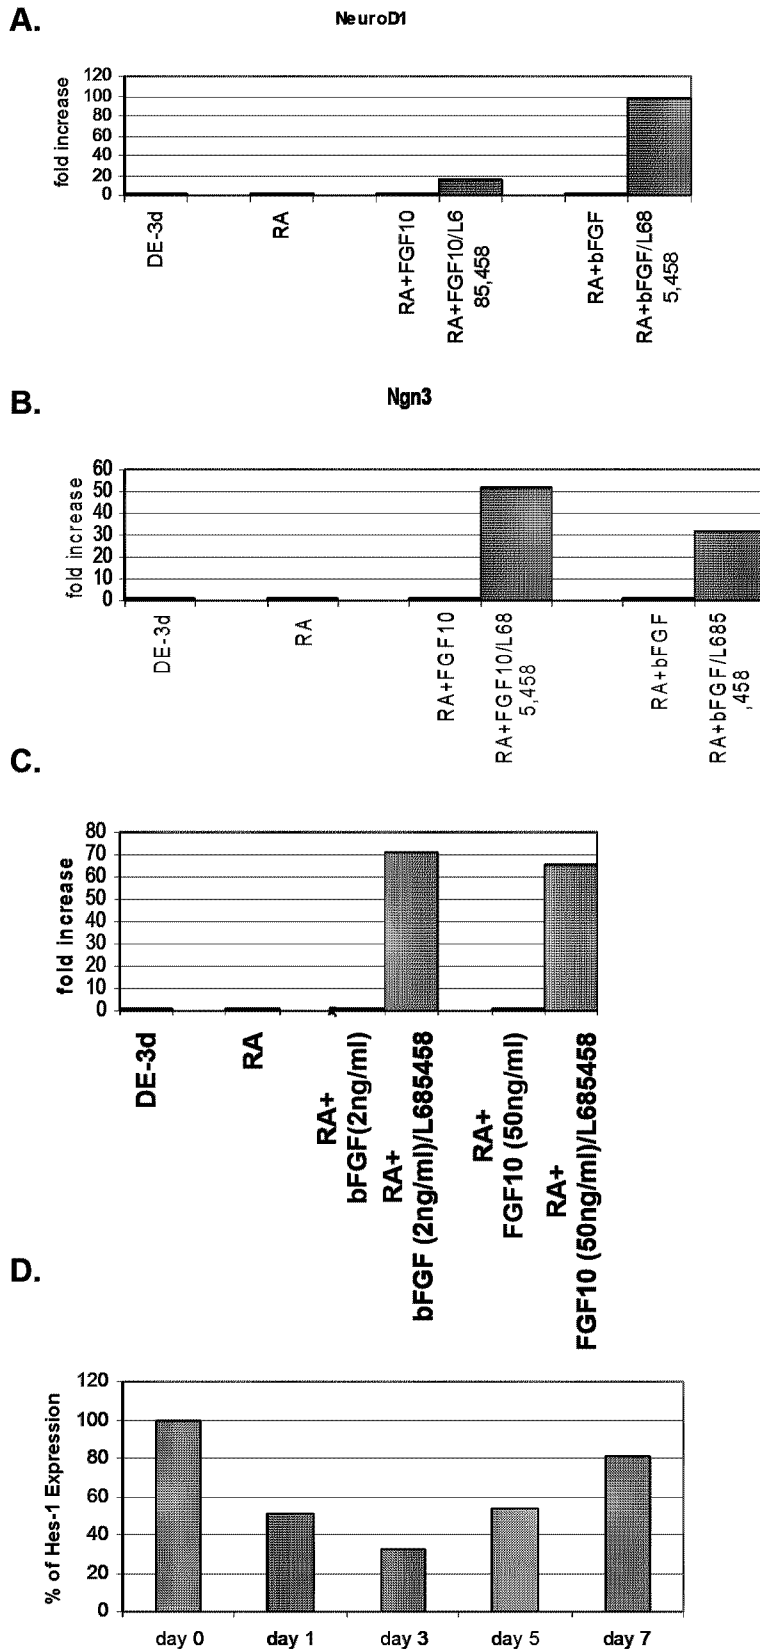 A.
NeuroD1
fold increase
120
100
80
60
40
20
0
DE-3d
RA
RA+FGF10
RA+FGF10/L6
85,458
RA+bFGF
RA+bFGF/L68
5,458
B.
Ngn3
fold increase
60
50
40
30
20
10
0
DE-3d
RA
RA+FGF10
RA+FGF10/L68
5,458
RA+bFGF
RA+bFGF/L685
,458
C.
fold increase
80
70
60
50
40
30
20
10
0
DE-3d
RA
RA+
bFGF(2ng/ml)
RA+
bFGF (2ng/ml)/L685458
RA+
FGF10 (50ng/ml)
RA+
FGF10 (50ng/ml)/L685458
D.
% of Hes-1 Expression
120
100
80
60
40
20
0
day 0
day 1
day 3
day 5
day 7